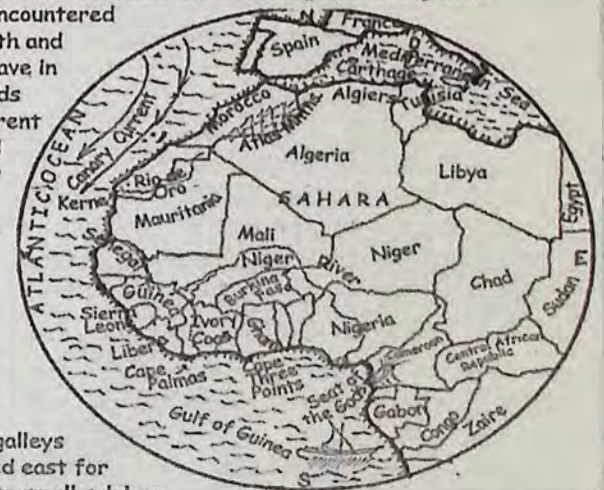 ncountered
th and
ave in
ds
rent
N
France
Spain
Mediterranean Sea
Carthage
Algiers
Tunisia
Morocco
Atlas Mtns.
ATLANTIC OCEAN
Canary Current
Algeria
Libya
Egypt
Rio de
Oro
Kerne
SAHARA
Mauritania
Mali
Niger
River
Niger
Chad
E
Sudan
Senegal
Guinea
Burkina
Faso
Sierra
Leone
Ivory
Coast
Ghana
Nigeria
Liberia
Cameroon
Central African
Republic
Cape
Palmas
Cape
Three
Points
Seat of
the Gods
Gabon
Congo
Zaire
Gulf of Guinea
S
galleys
d east for